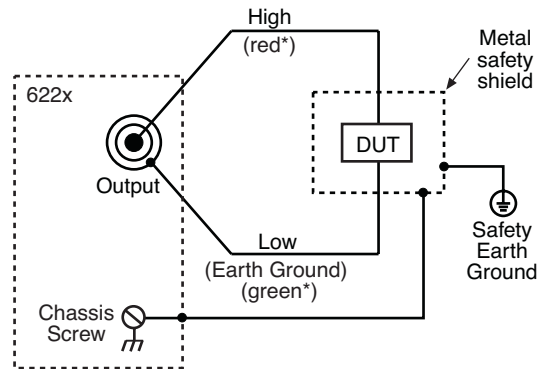 High
(red*)
Metal
safety
shield
622x
DUT
Output
Low
(Earth Ground)
(green*)
Safety
Earth
Ground
Chassis
Screw